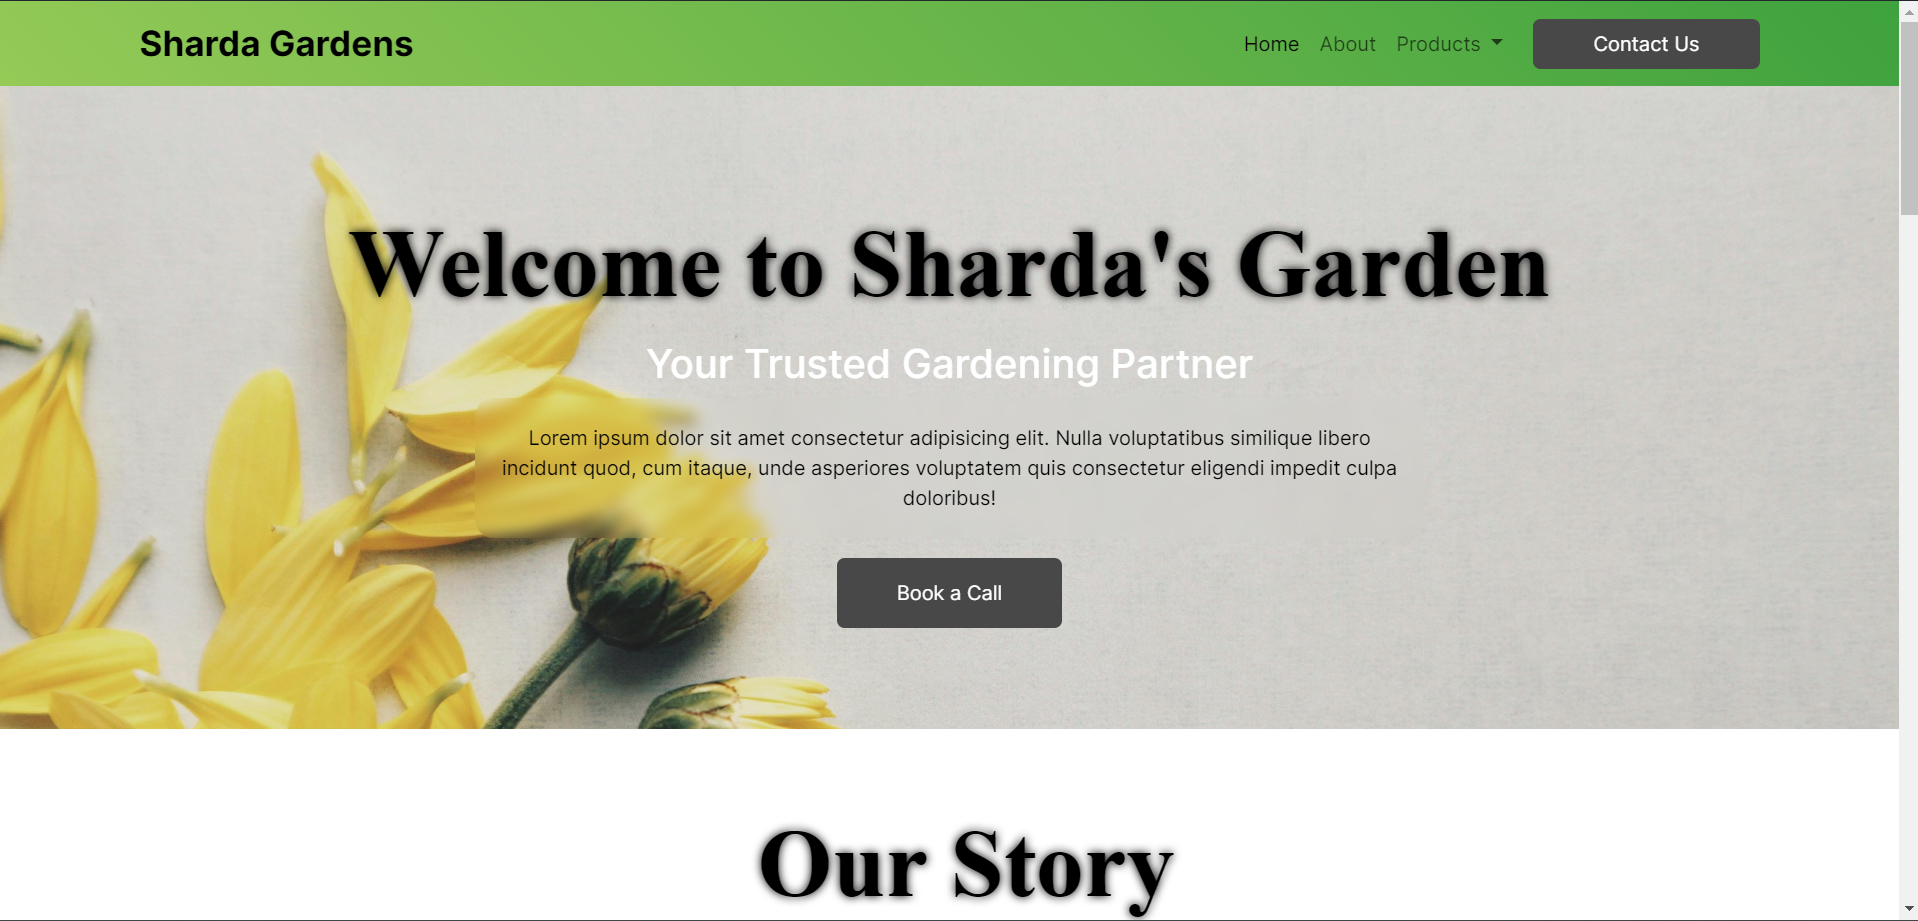 Sharda Gardens
Home About Products Contact Us
Welcome to Sharda's Garden
Your Trusted Gardening Partner
Lorem ipsum dolor sit amet consectetur adipisicing elit. Nulla voluptatibus similique libero
incidunt quod, cum itaque, unde asperiores voluptatem quis consectetur eligendi impedit culpa
doloribus!
Book a Call
Our Story